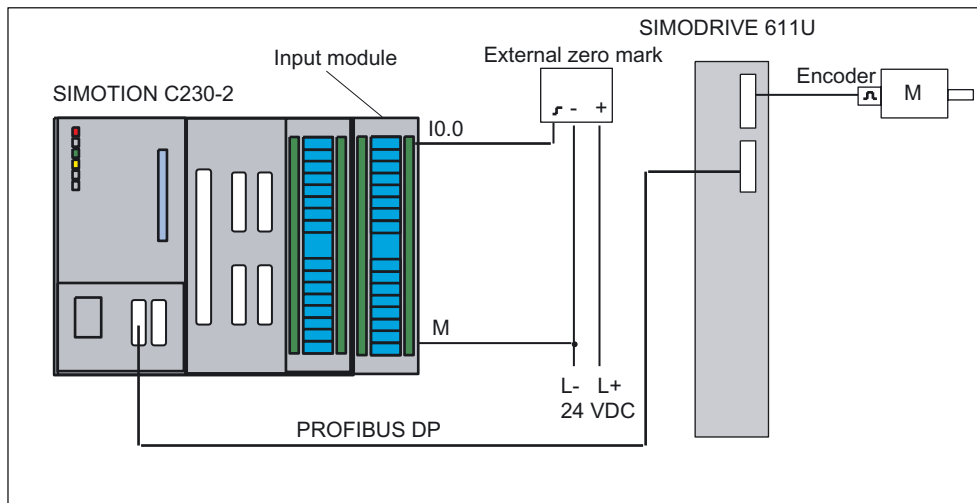 SIMODRIVE 611U
Input module
External zero mark
Encoder
M
SIMOTION C230-2
- +
I0.0
M
L- L+
24 VDC
PROFIBUS DP